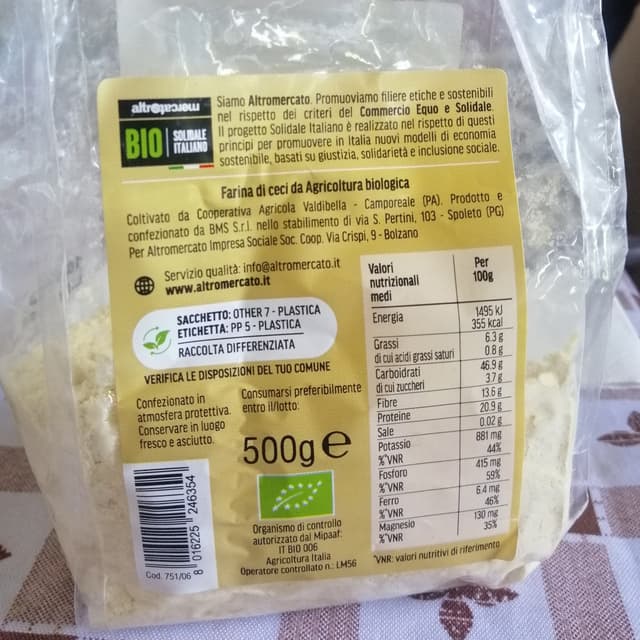 altromercato
BIO
SOLIDALE
ITALIANO
Siamo Altromercato. Promuoviamo filiere etiche e sostenibili
nel rispetto dei criteri del Commercio Equo e Solidale.
Il progetto Solidale Italiano è realizzato nel rispetto di questi
principi per promuovere in Italia nuovi modelli di economia
sostenibile, basati su giustizia, solidarietà e inclusione sociale.
Farina di ceci da Agricoltura biologica
Coltivato da Cooperativa Agricola Valdibella - Camporeale (PA). Prodotto e
confezionato da BMS S.r.l. nello stabilimento di via S. Pertini, 103 - Spoleto (PG)
Per Altromercato Impresa Sociale Soc. Coop. Via Crispi, 9 - Bolzano
Servizio qualità: info@altromercato.it
www.altromercato.it
SACCHETTO: OTHER 7 - PLASTICA
ETICHETTA: PP 5 - PLASTICA
RACCOLTA DIFFERENZIATA
VERIFICA LE DISPOSIZIONI DEL TUO COMUNE
Confezionato in
atmosfera protettiva.
Conservare in luogo
fresco e asciutto.
Consumarsi preferibilmente
entro il/lotto:
500g e
8 016225 246354
Cod. 751/06
Organismo di controllo
autorizzato dal Mipaaf:
IT BIO 006
Agricoltura Italia
Operatore controllato n.: LM56
Valori
nutrizionali
medi
Per
100g
Energia 1495 kJ
355 kcal
Grassi 6.3 g
di cui acidi grassi saturi 0.8 g
Carboidrati 46.9 g
di cui zuccheri 3.7 g
Fibre 13.6 g
Proteine 20.9 g
Sale 0.02 g
Potassio 881 mg
%*VNR 44%
Fosforo 415 mg
%*VNR 59%
Ferro 6.4 mg
%*VNR 46%
Magnesio 130 mg
%*VNR 35%
*VNR: valori nutritivi di riferimento